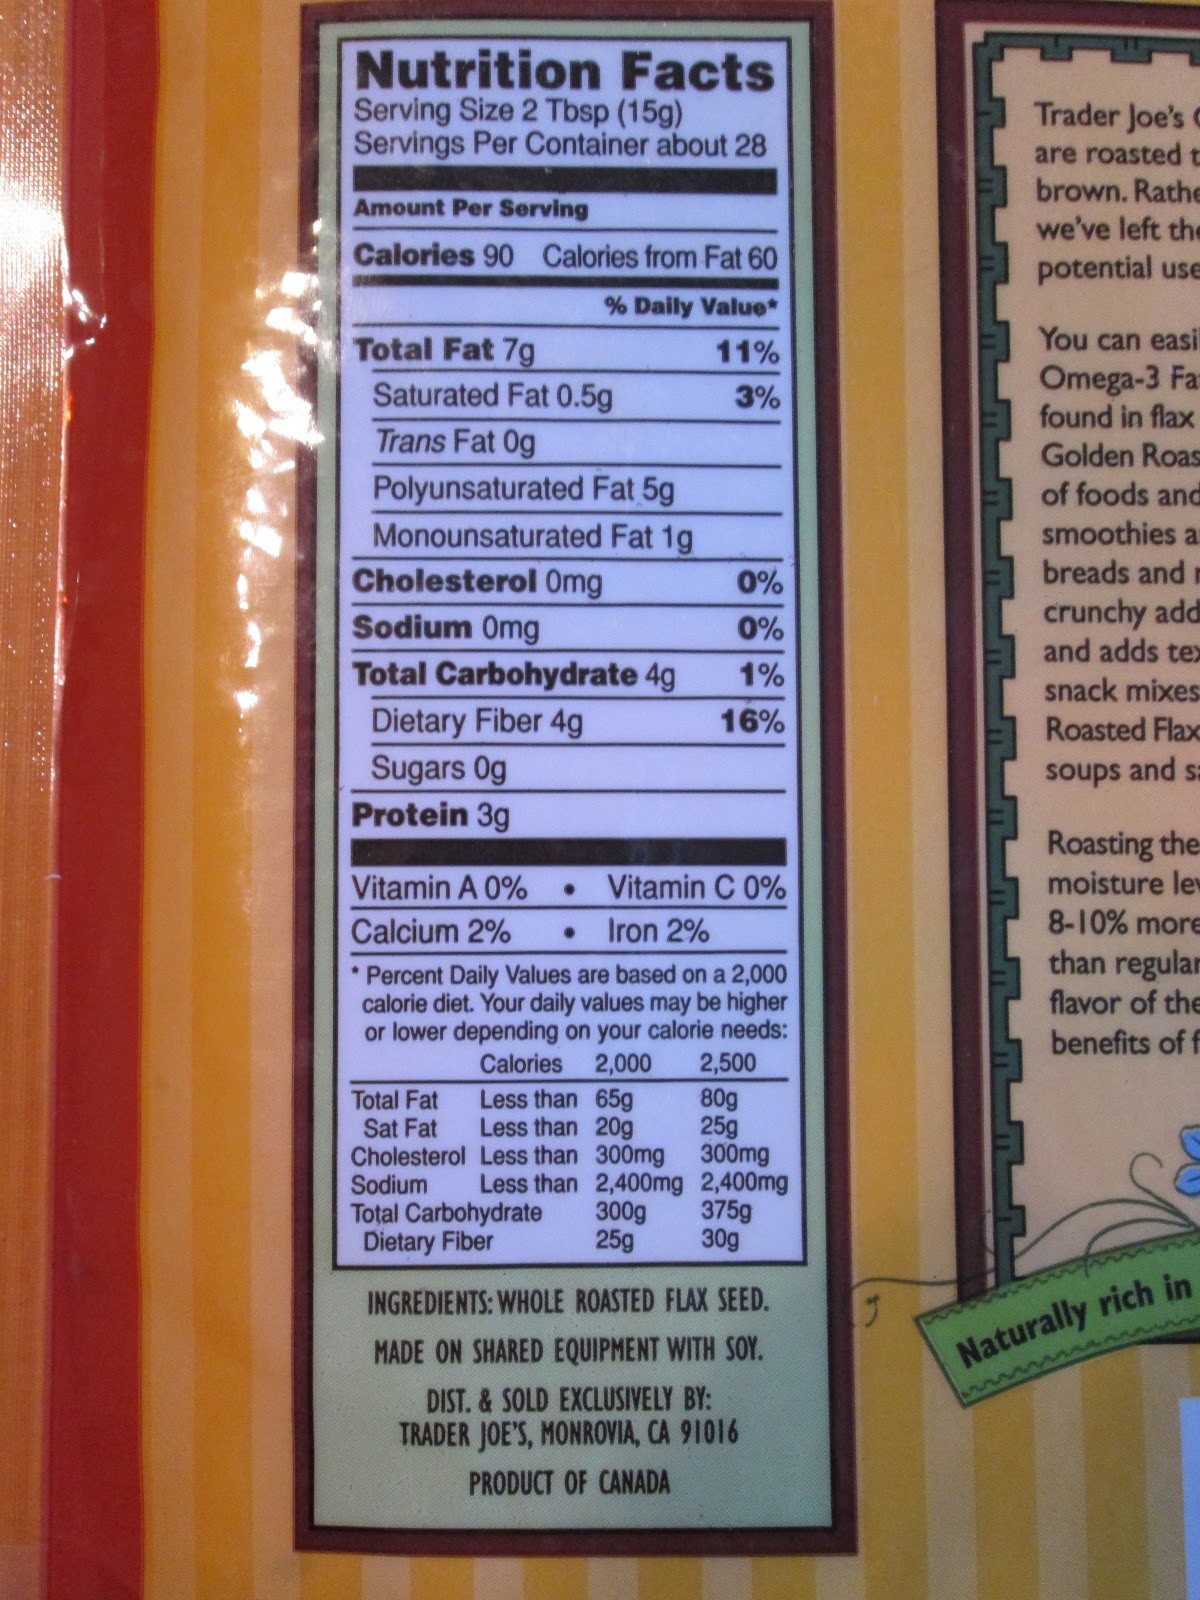 Nutrition Facts
Serving Size 2 Tbsp (15g)
Servings Per Container about 28
Amount Per Serving
Calories 90 Calories from Fat 60
% Daily Value*
Total Fat 7g 11%
Saturated Fat 0.5g 3%
Trans Fat 0g
Polyunsaturated Fat 5g
Monounsaturated Fat 1g
Cholesterol 0mg 0%
Sodium 0mg 0%
Total Carbohydrate 4g 1%
Dietary Fiber 4g 16%
Sugars 0g
Protein 3g
Vitamin A 0% • Vitamin C 0%
Calcium 2% • Iron 2%
* Percent Daily Values are based on a 2,000
calorie diet. Your daily values may be higher
or lower depending on your calorie needs:
Calories 2,000 2,500
Total Fat Less than 65g 80g
Sat Fat Less than 20g 25g
Cholesterol Less than 300mg 300mg
Sodium Less than 2,400mg 2,400mg
Total Carbohydrate 300g 375g
Dietary Fiber 25g 30g
INGREDIENTS: WHOLE ROASTED FLAX SEED.
MADE ON SHARED EQUIPMENT WITH SOY.
DIST. & SOLD EXCLUSIVELY BY:
TRADER JOE'S, MONROVIA, CA 91016
PRODUCT OF CANADA
Trader Joe's
are roasted
brown.
we've left
potential
You can
Omega-3
found in flax
Golden
of foods
smoothies
breads and
crunchy
and adds
snack mixes
Roasted Flax
soups and
Roasting the
moisture
8-10% more
than regular
flavor of the
benefits of
Naturally rich in